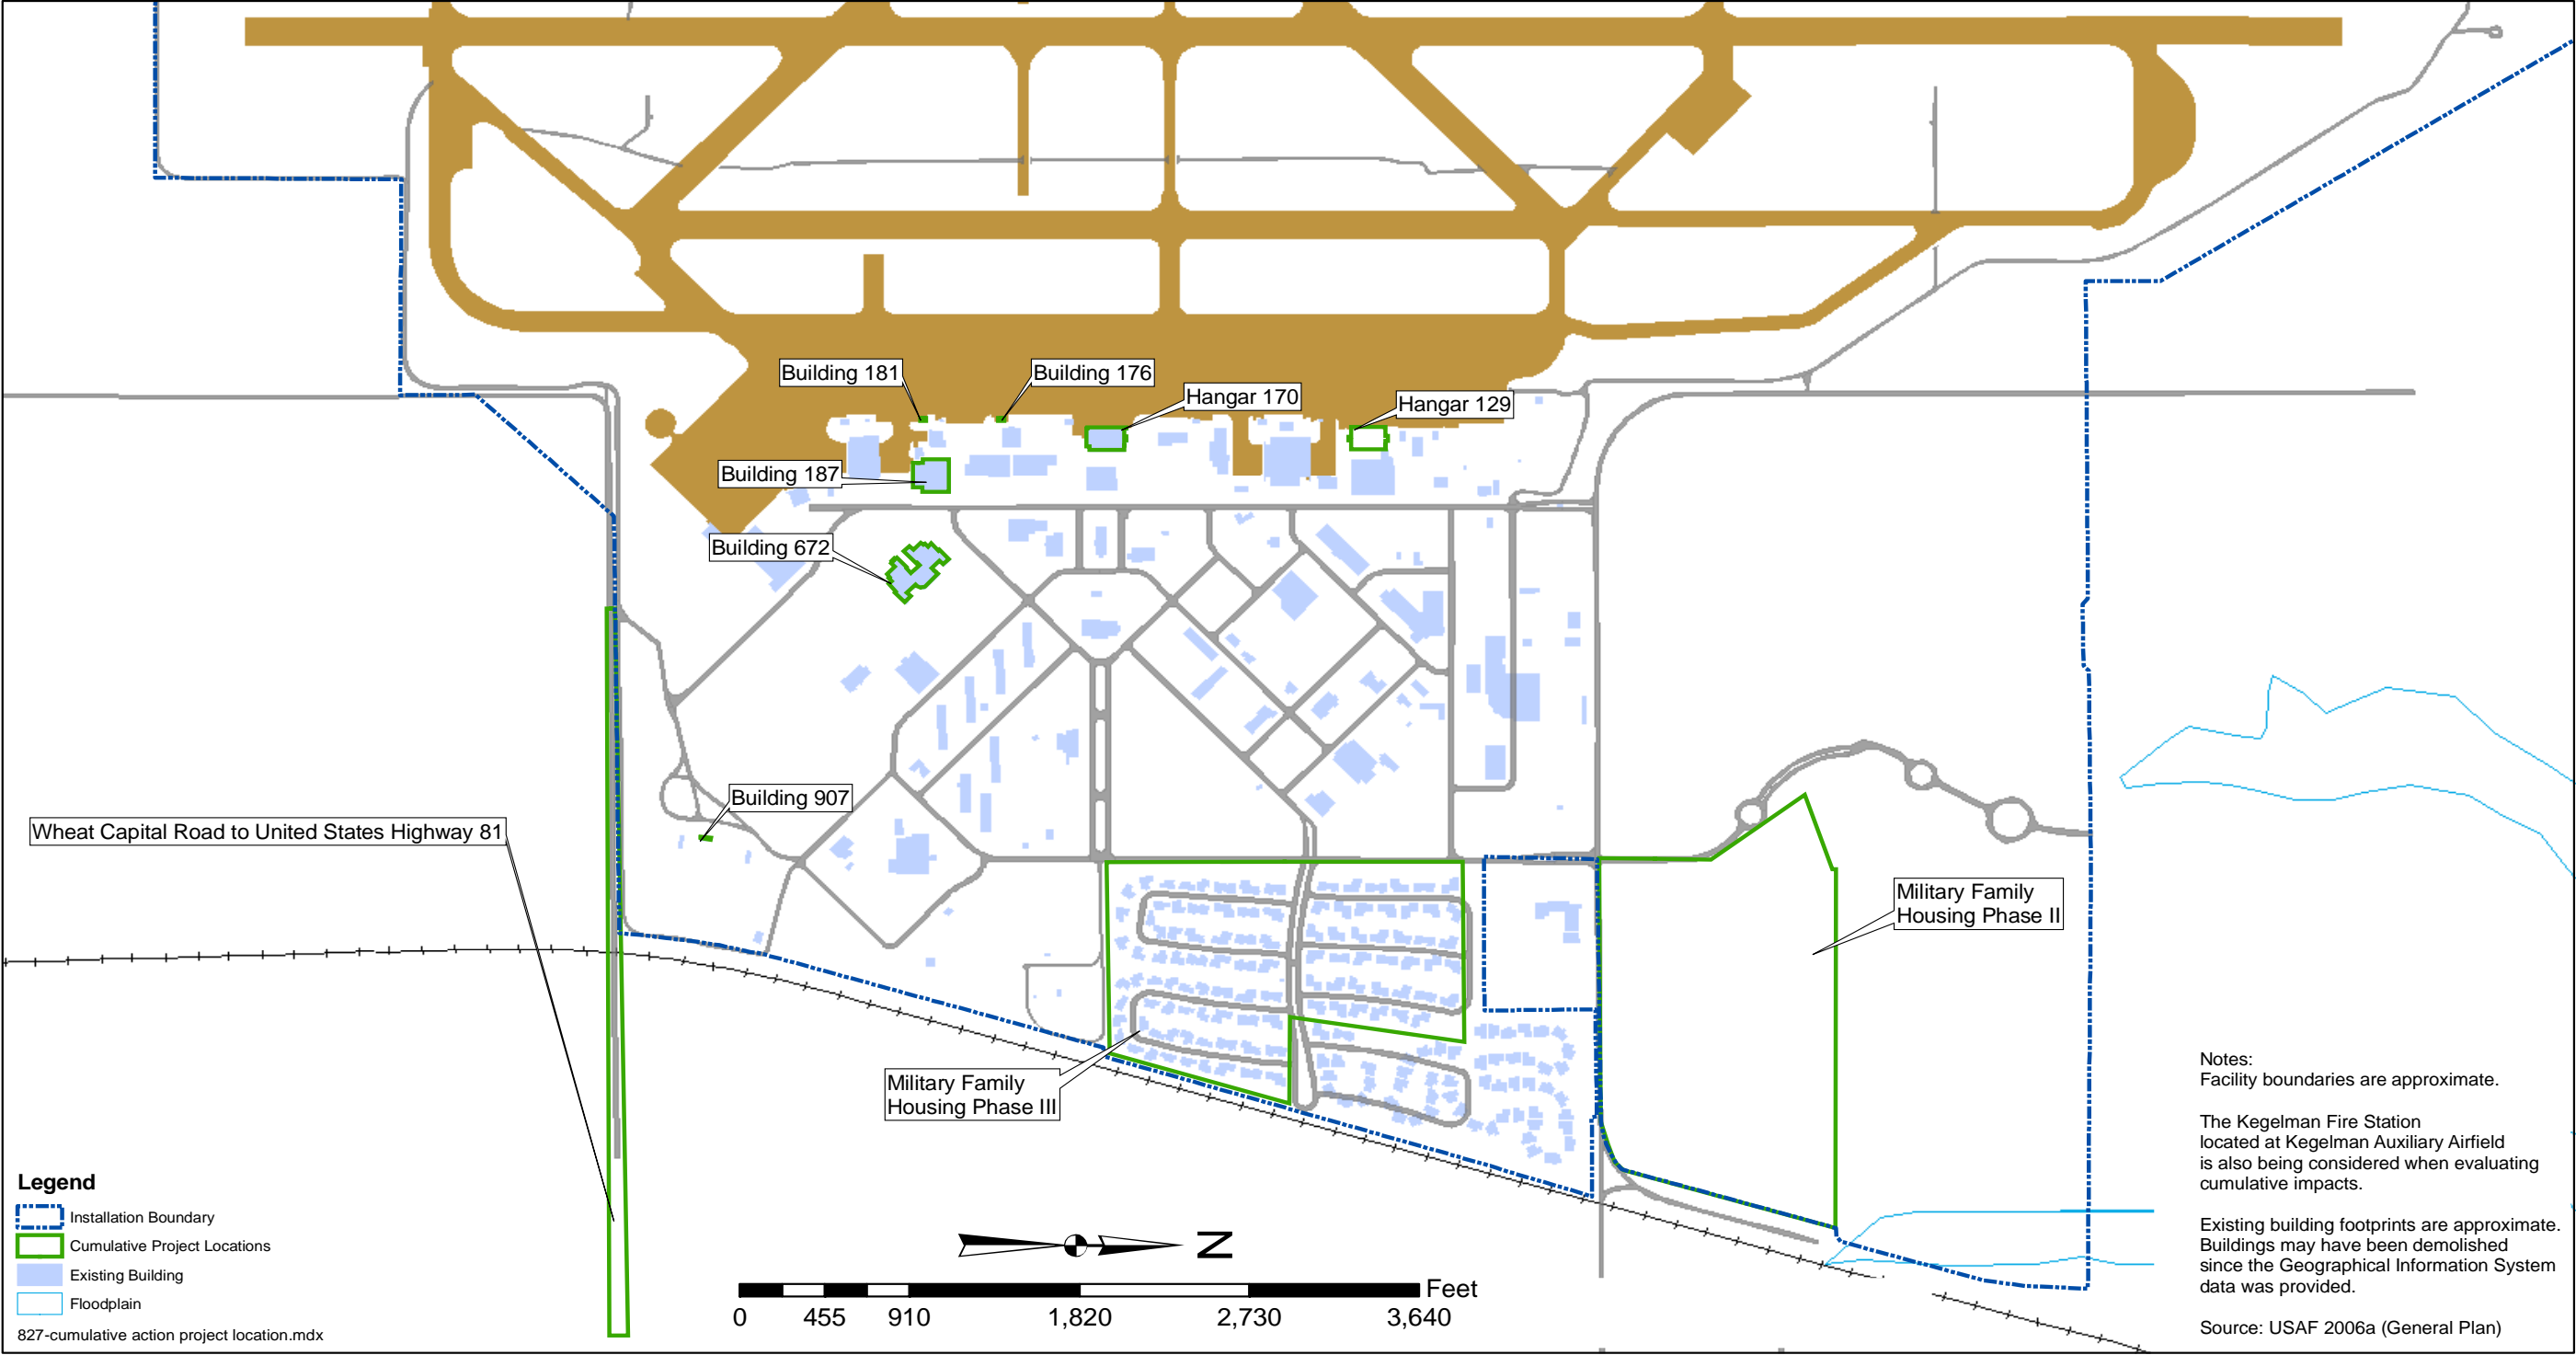 Building 181
Building 176
Hangar 170
Hangar 129
Building 187
Building 672
Building 907
Wheat Capital Road to United States Highway 81
Military Family
Housing Phase II
Military Family
Housing Phase III
Legend
Installation Boundary
Cumulative Project Locations
Existing Building
Floodplain
827-cumulative action project location.mdx
N
Feet
0 455 910 1,820 2,730 3,640
Notes:
Facility boundaries are approximate.
The Kegelman Fire Station
located at Kegelman Auxiliary Airfield
is also being considered when evaluating
cumulative impacts.
Existing building footprints are approximate.
Buildings may have been demolished
since the Geographical Information System
data was provided.
Source: USAF 2006a (General Plan)